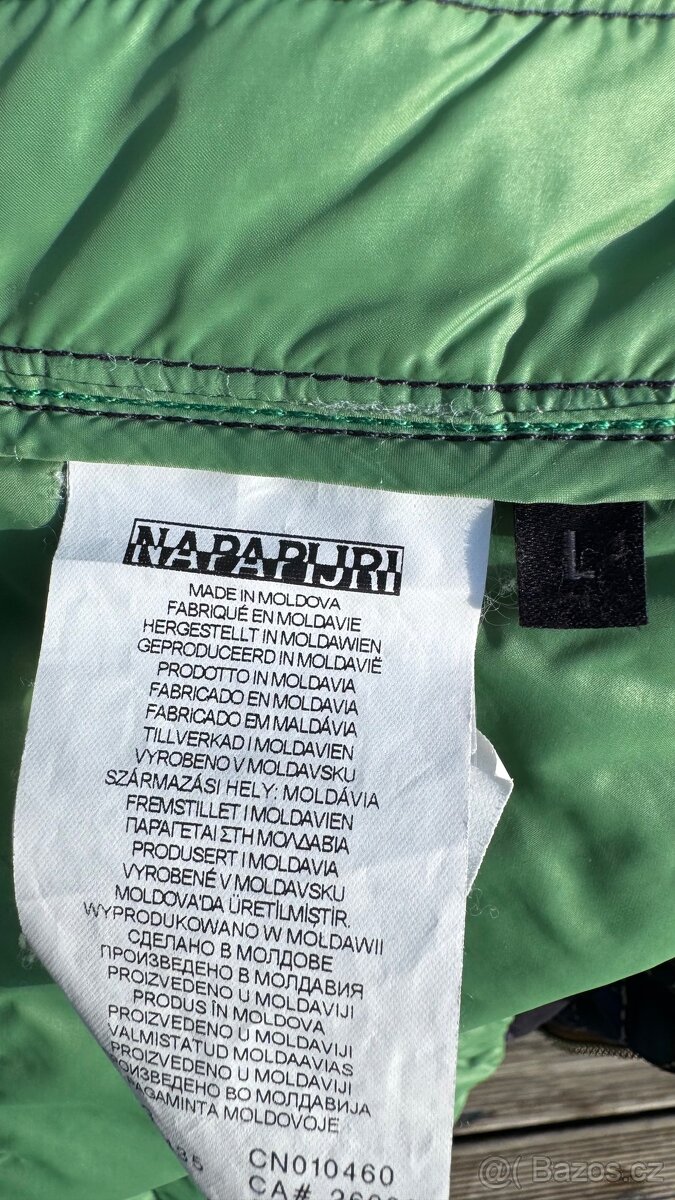 NAPAPIJRI
L
MADE IN MOLDOVA
FABRIQUÉ EN MOLDAVIE
HERGESTELLT IN MOLDAWIEN
GEPRODUCEERD IN MOLDAVIË
PRODOTTO IN MOLDAVIA
FABRICADO EN MOLDAVIA
FABRICADO EM MALDÁVIA
TILLVERKAD I MOLDAVIEN
VYROBENO V MOLDAVSKU
SZÁRMAZÁSI HELY: MOLDÁVIA
FREMSTILLET I MOLDAVIEN
ΠΑΡΑΓΕΤΑΙ ΣΤΗ ΜΟΛΔΑΒΙΑ
PRODUSERT I MOLDAVIA
VYROBENÉ V MOLDAVSKU
MOLDOVA'DA ÜRETİLMİŞTİR.
WYPRODUKOWANO W MOŁDAWII
СДЕЛАНО В МОЛДОВЕ
ПРОИЗВЕДЕНО В МОЛДАВИЯ
PROIZVEDENO U MOLDAVIJI
PRODUS ÎN MOLDOVA
PROIZVEDENO U MOLDAVIJI
VALMISTATUD MOLDAAVIAS
PROIZVEDENO U MOLDAVIJI
ПРОИЗВЕДЕНО ВО МОЛДАВИЈА
PAGAMINTA MOLDOVOJE
CN010460
CA#
Bazos.cz